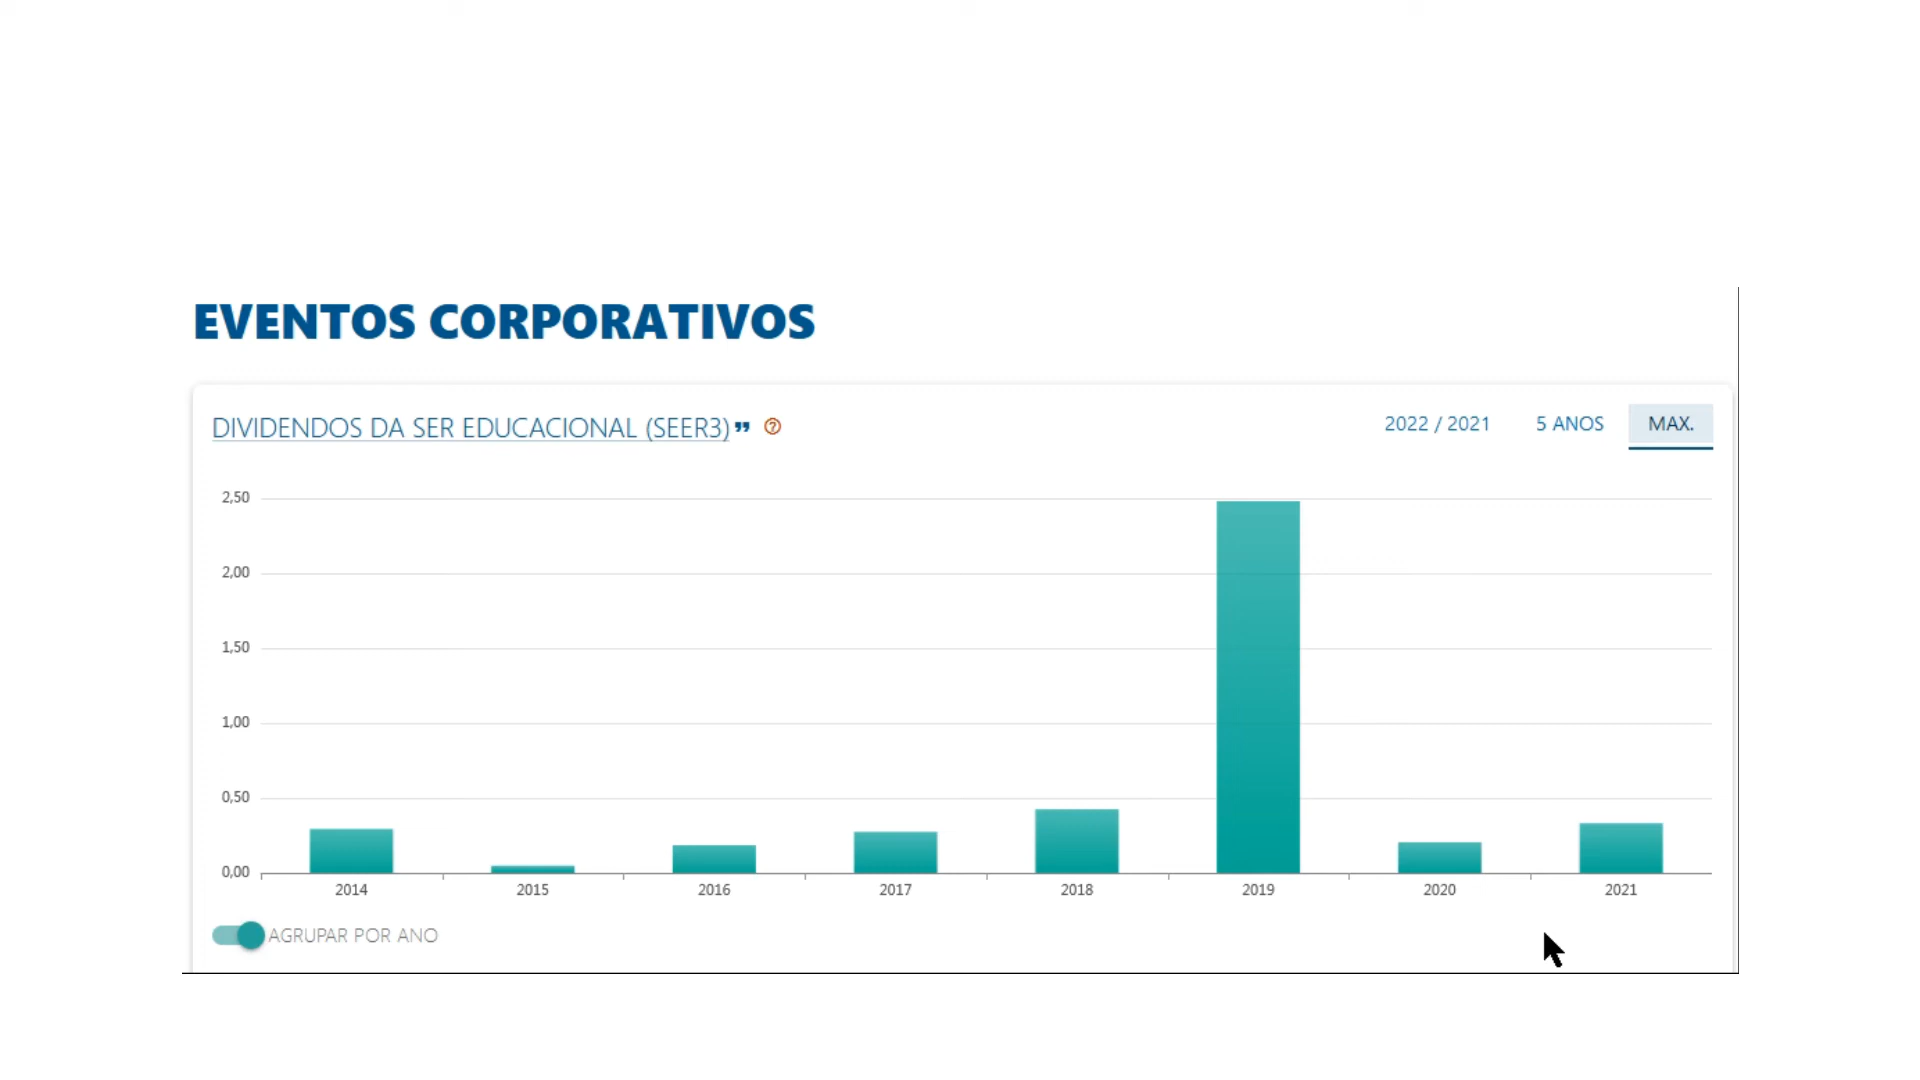 EVENTOS CORPORATIVOS
DIVIDENDOS DA SER EDUCACIONAL (SEER3)
2022 / 2021 5 ANOS MAX.
2,50
2,00
1,50
1,00
0,50
0,00
2014 2015 2016 2017 2018 2019 2020 2021
AGRUPAR POR ANO